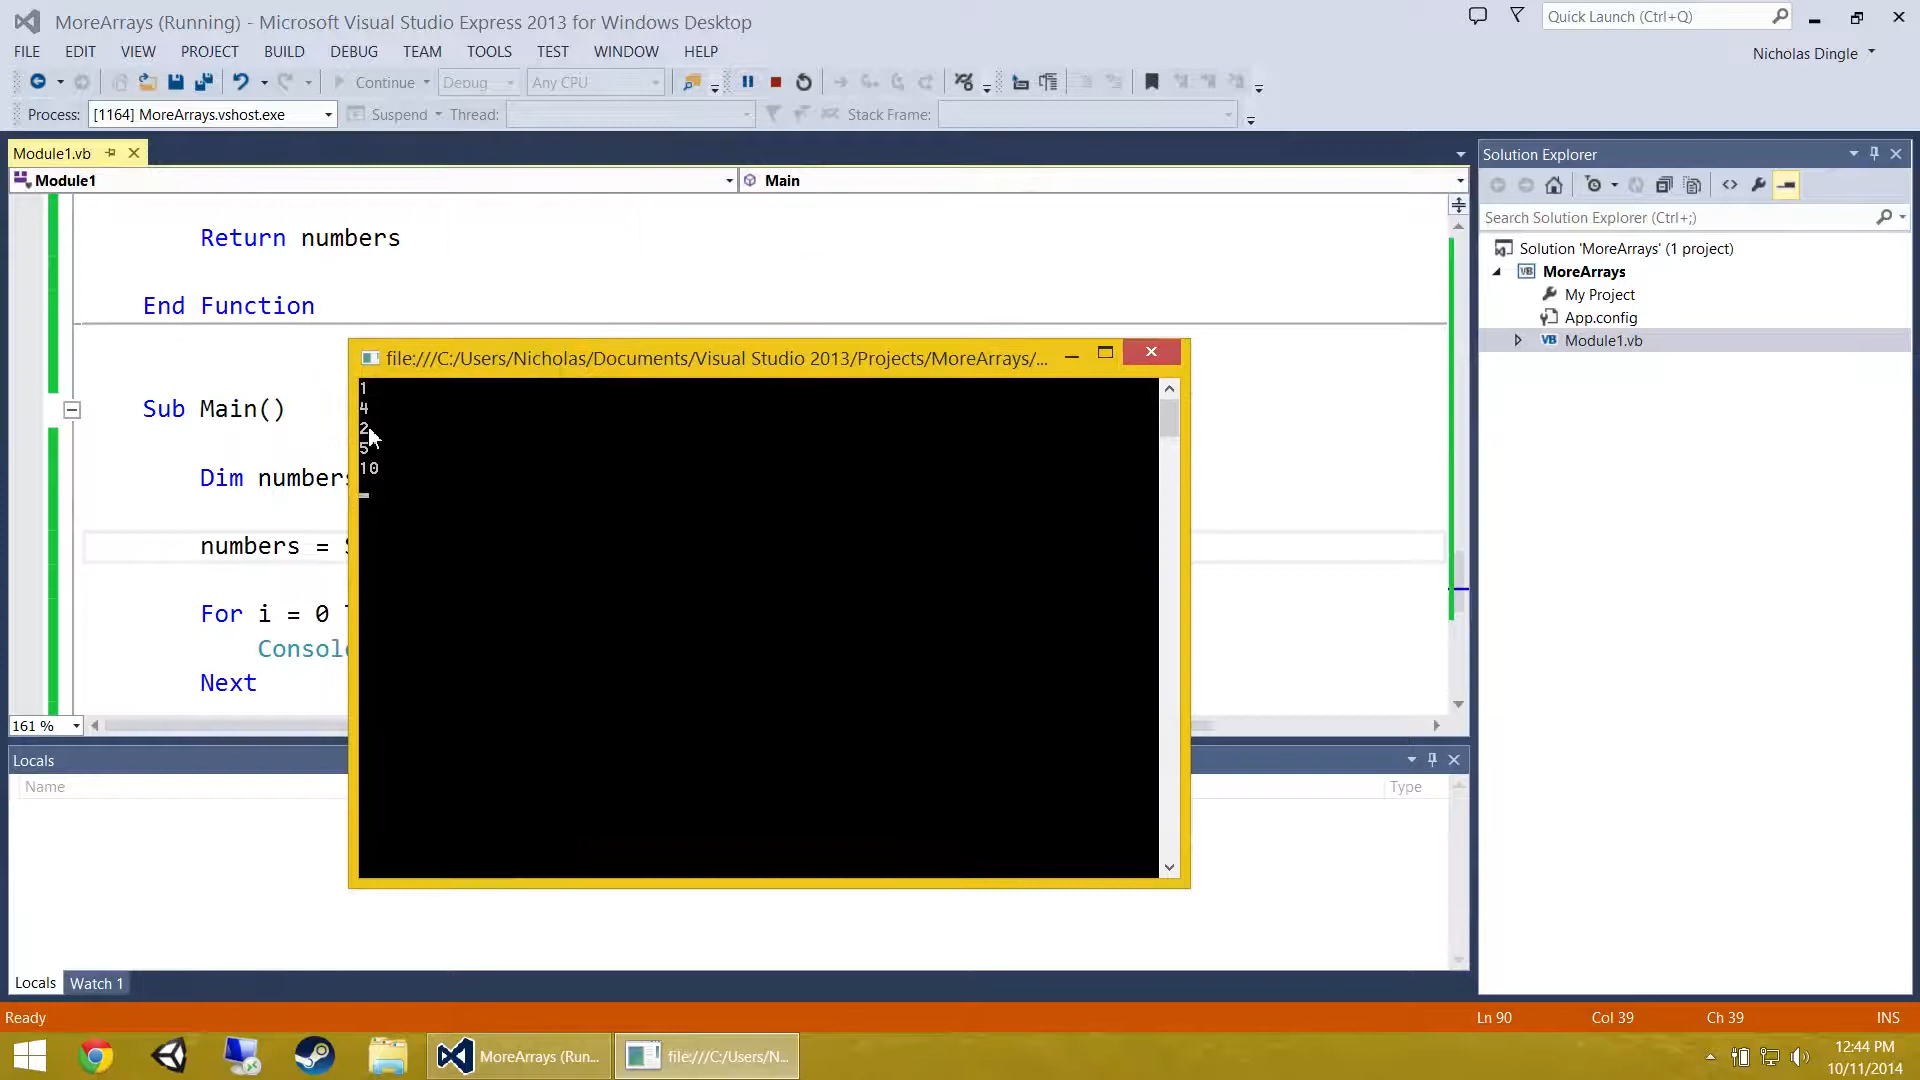 MoreArrays (Running) - Microsoft Visual Studio Express 2013 for Windows Desktop
Quick Launch (Ctrl+Q)
FILE EDIT VIEW PROJECT BUILD DEBUG TEAM TOOLS TEST WINDOW HELP
Nicholas Dingle
Continue Debug Any CPU
Process: [1164] MoreArrays.vshost.exe Suspend Thread: Stack Frame:
Module1.vb
Module1 Main
Return numbers
End Function
Sub Main()
Dim numbers
numbers =
For i = 0
Console
Next
161 %
file:///C:/Users/Nicholas/Documents/Visual Studio 2013/Projects/MoreArrays/...
1
4
2
5
10
Solution Explorer
Search Solution Explorer (Ctrl+;)
Solution 'MoreArrays' (1 project)
VB MoreArrays
My Project
App.config
VB Module1.vb
Locals
Name Type
Locals Watch 1
Ready Ln 90 Col 39 Ch 39 INS
MoreArrays (Run... file:///C:/Users/N...
12:44 PM
10/11/2014